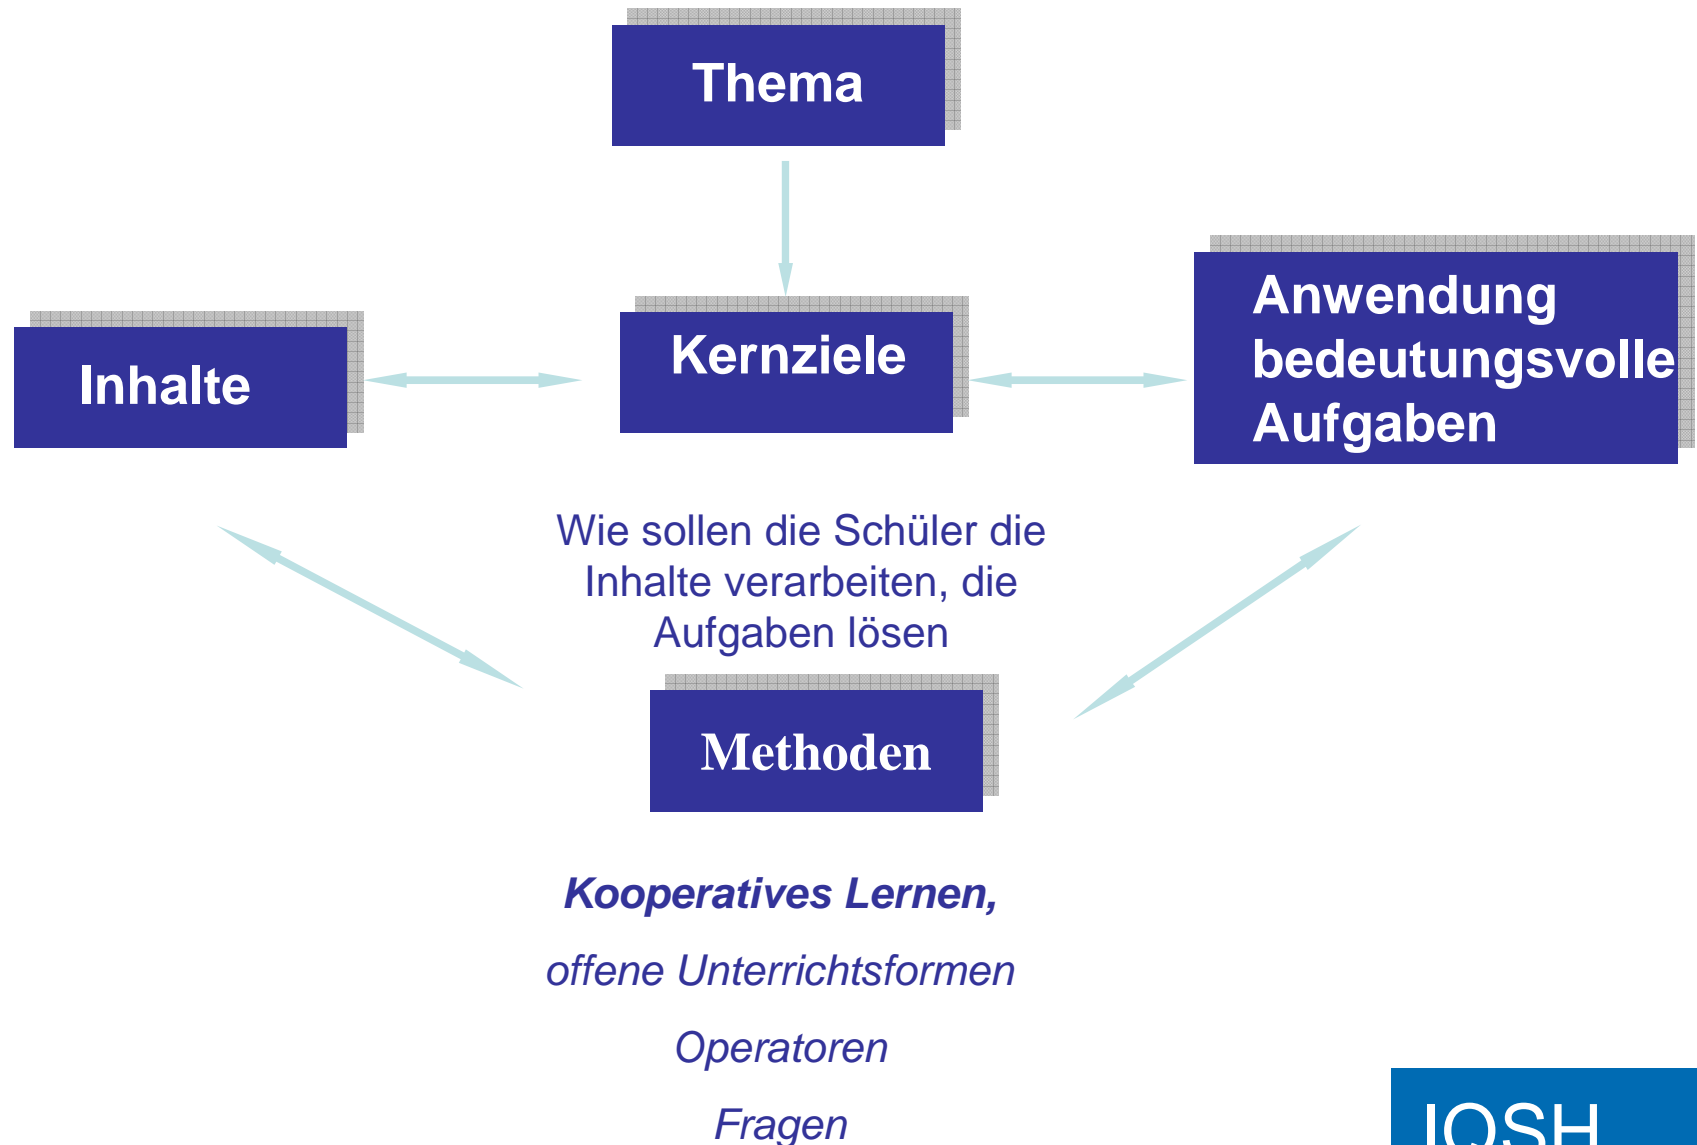 Thema
Inhalte
Kernziele
Anwendung
bedeutungsvolle
Aufgaben
Wie sollen die Schüler die
Inhalte verarbeiten, die
Aufgaben lösen
Methoden
Kooperatives Lernen,
offene Unterrichtsformen
Operatoren
Fragen
IQSH